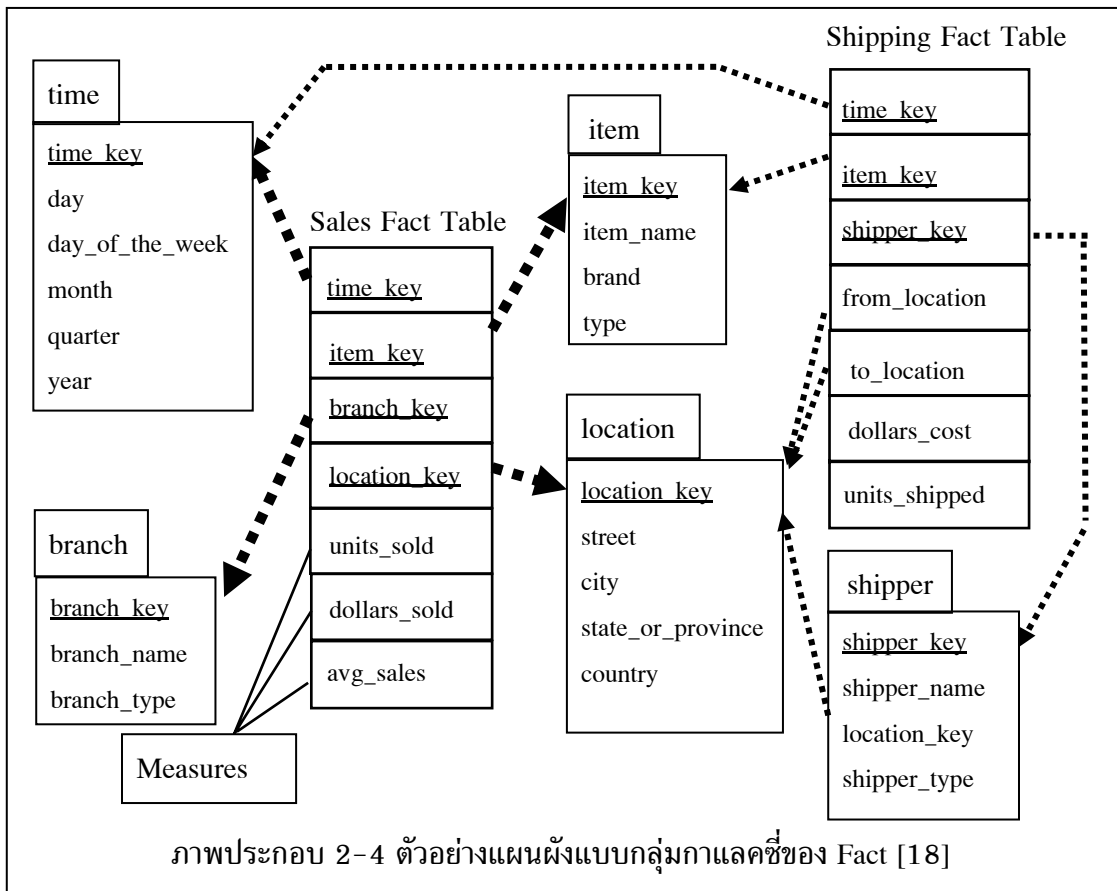 time
time_key
day
day_of_the_week
month
quarter
year
branch
branch_key
branch_name
branch_type
Sales Fact Table
time_key
item_key
branch_key
location_key
units_sold
dollars_sold
avg_sales
Measures
item
item_key
item_name
brand
type
location
location_key
street
city
state_or_province
country
Shipping Fact Table
time_key
item_key
shipper_key
from_location
to_location
dollars_cost
units_shipped
shipper
shipper_key
shipper_name
location_key
shipper_type
ภาพประกอบ 2-4 ตัวอย่างแผนผังแบบกลุ่มกาแลคซี่ของ Fact [18]